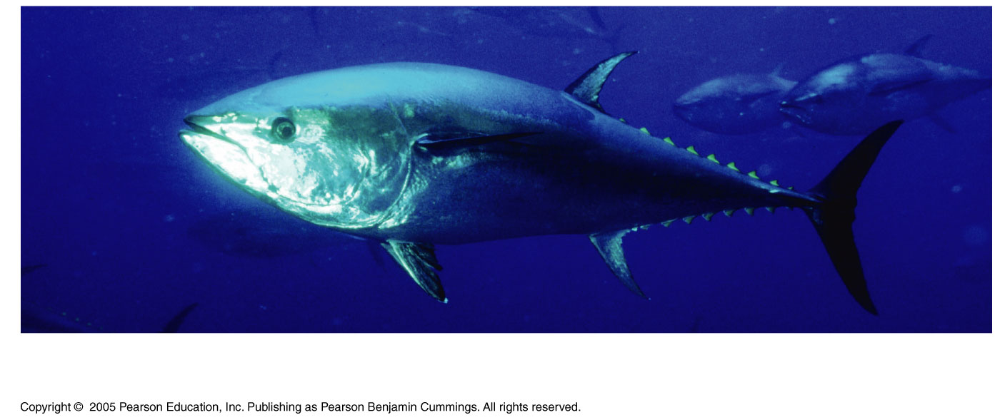 Copyright © 2005 Pearson Education, Inc. Publishing as Pearson Benjamin Cummings. All rights reserved.